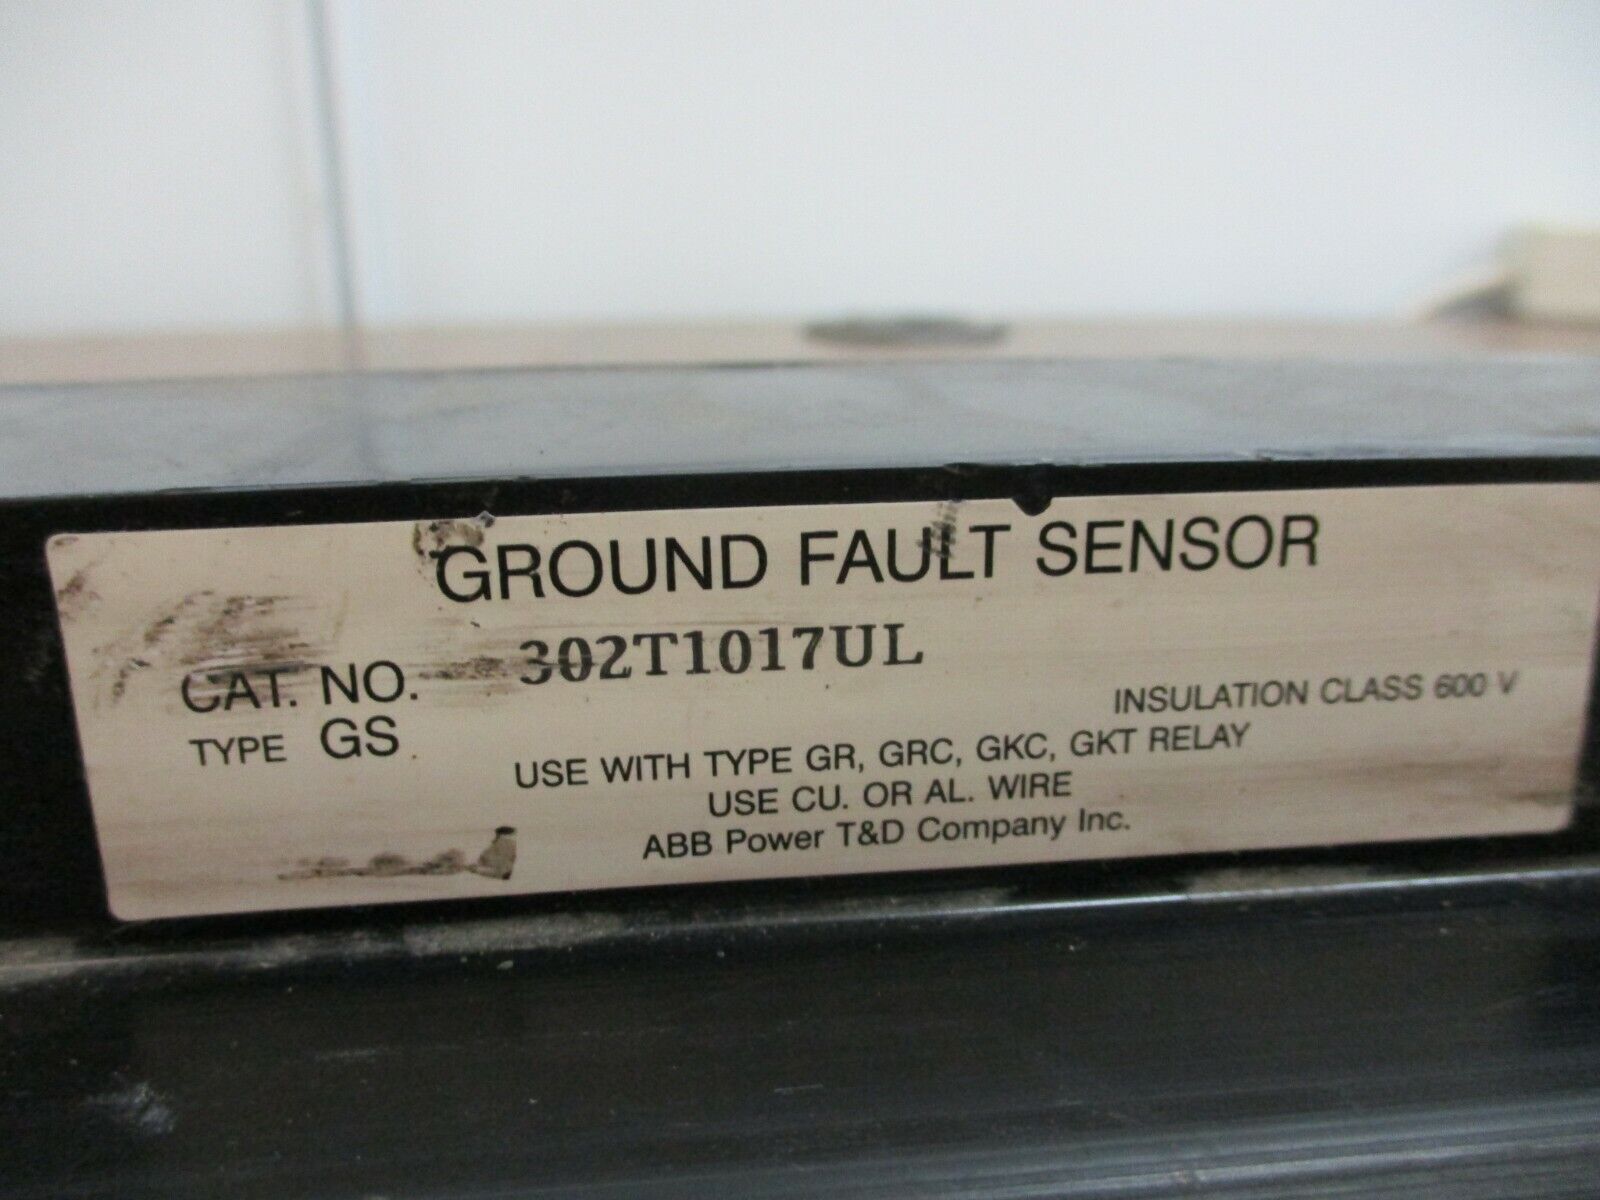 GROUND FAULT SENSOR
CAT. NO. 302T1017UL
TYPE GS
INSULATION CLASS 600 V
USE WITH TYPE GR, GRC, GKC, GKT RELAY
USE CU. OR AL. WIRE
ABB Power T&D Company Inc.